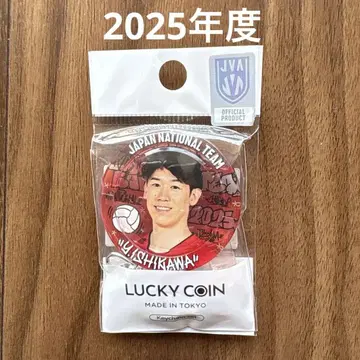 2025年度
JVA
OFFICIAL
PRODUCT
JAPAN NATIONAL TEAM
2025
Y.ISHIKAWA
LUCKY COIN
MADE IN TOKYO